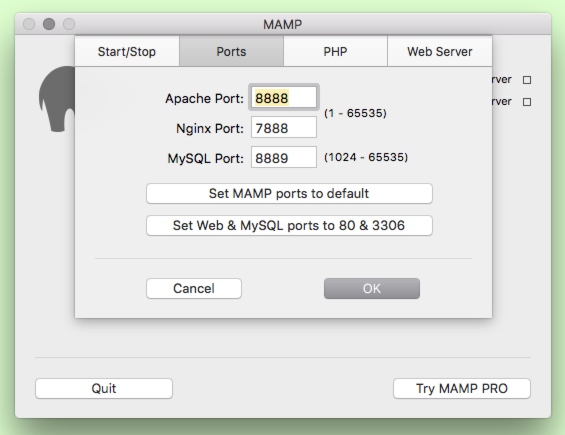 MAMP
Start/Stop Ports PHP Web Server
rver
Apache Port: 8888
(1 - 65535)
rver
Nginx Port: 7888
MySQL Port: 8889 (1024 - 65535)
Set MAMP ports to default
Set Web & MySQL ports to 80 & 3306
Cancel OK
Quit Try MAMP PRO